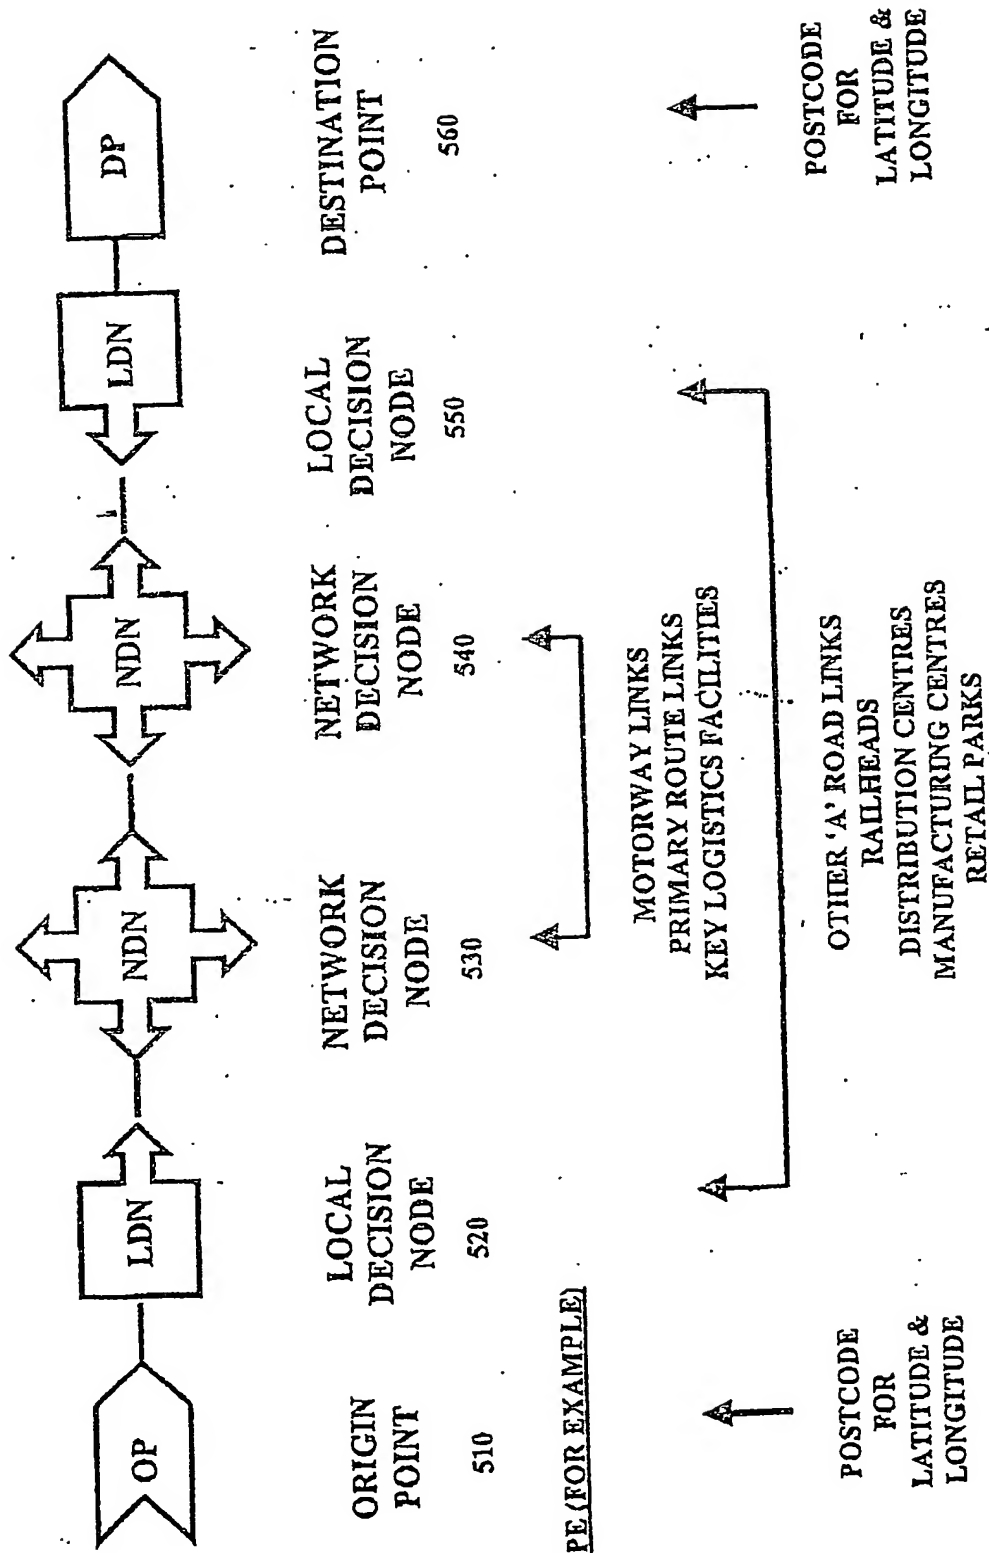 OP
LDN
NDN
NDN
LDN
DP
ORIGIN
POINT
510
LOCAL
DECISION
NODE
520
NETWORK
DECISION
NODE
530
NETWORK
DECISION
NODE
540
LOCAL
DECISION
NODE
550
DESTINATION
POINT
560
PE (FOR EXAMPLE)
MOTORWAY LINKS
PRIMARY ROUTE LINKS
KEY LOGISTICS FACILITIES
POSTCODE
FOR
LATITUDE &
LONGITUDE
OTHER 'A' ROAD LINKS
RAILHEADS
DISTRIBUTION CENTRES
MANUFACTURING CENTRES
RETAIL PARKS
POSTCODE
FOR
LATITUDE &
LONGITUDE